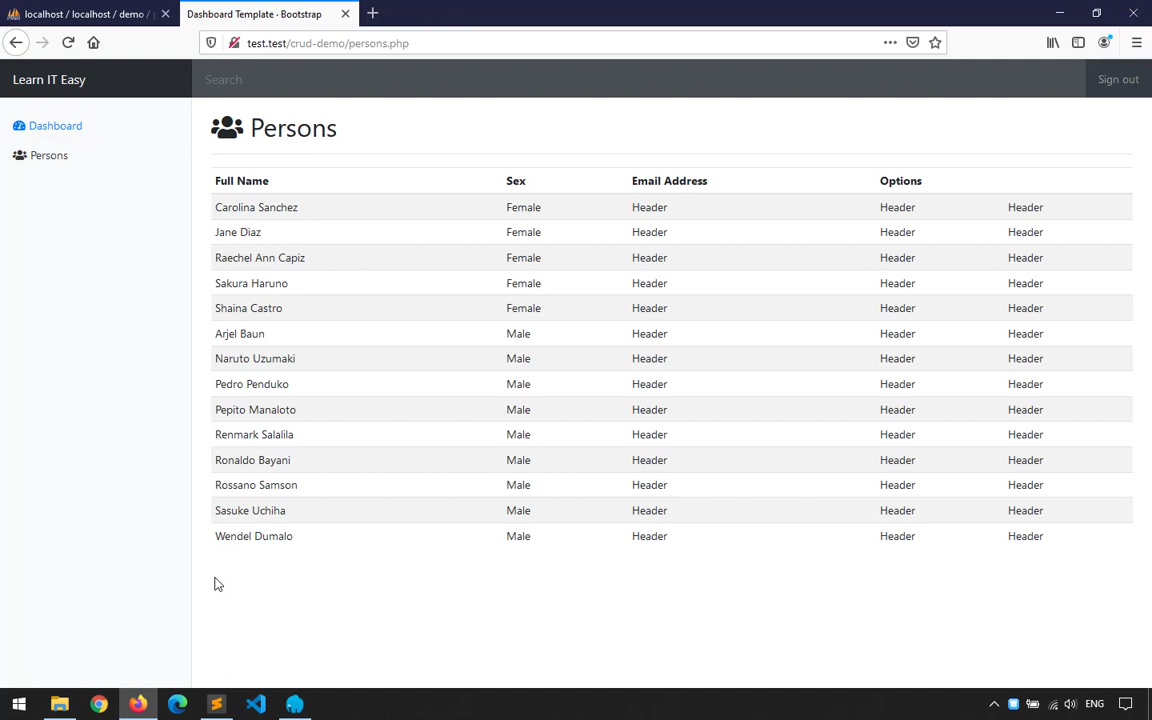 localhost / localhost / demo /
Dashboard Template · Bootstrap
test.test/crud-demo/persons.php
Learn IT Easy
Search
Sign out
Dashboard
Persons
Persons
Full Name Sex Email Address Options
Carolina Sanchez Female Header Header Header
Jane Diaz Female Header Header Header
Raechel Ann Capiz Female Header Header Header
Sakura Haruno Female Header Header Header
Shaina Castro Female Header Header Header
Arjel Baun Male Header Header Header
Naruto Uzumaki Male Header Header Header
Pedro Penduko Male Header Header Header
Pepito Manaloto Male Header Header Header
Renmark Salalila Male Header Header Header
Ronaldo Bayani Male Header Header Header
Rossano Samson Male Header Header Header
Sasuke Uchiha Male Header Header Header
Wendel Dumalo Male Header Header Header
ENG